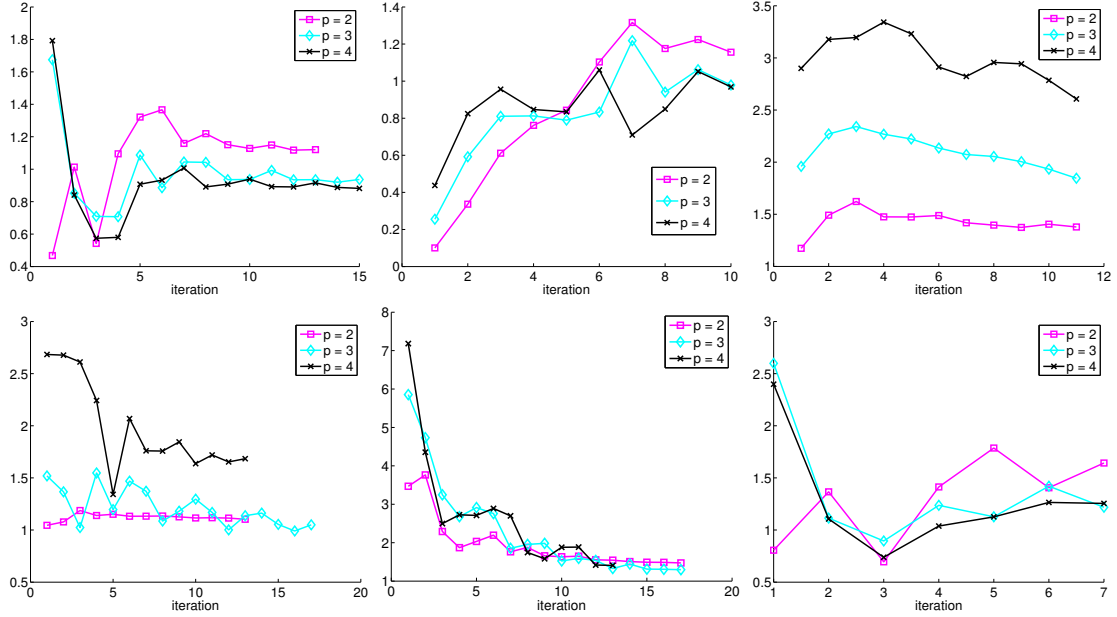 2
1.8
1.6
1.4
1.2
1
0.8
0.6
0.4
0 5 10 15
iteration
p = 2
p = 3
p = 4
1.4
1.2
1
0.8
0.6
0.4
0.2
0
0 2 4 6 8 10
iteration
p = 2
p = 3
p = 4
3.5
3
2.5
2
1.5
1
0 2 4 6 8 10 12
iteration
p = 2
p = 3
p = 4
3
2.5
2
1.5
1
0.5
0 5 10 15 20
iteration
p = 2
p = 3
p = 4
8
7
6
5
4
3
2
1
0 5 10 15 20
iteration
p = 2
p = 3
p = 4
3
2.5
2
1.5
1
0.5
1 2 3 4 5 6 7
iteration
p = 2
p = 3
p = 4